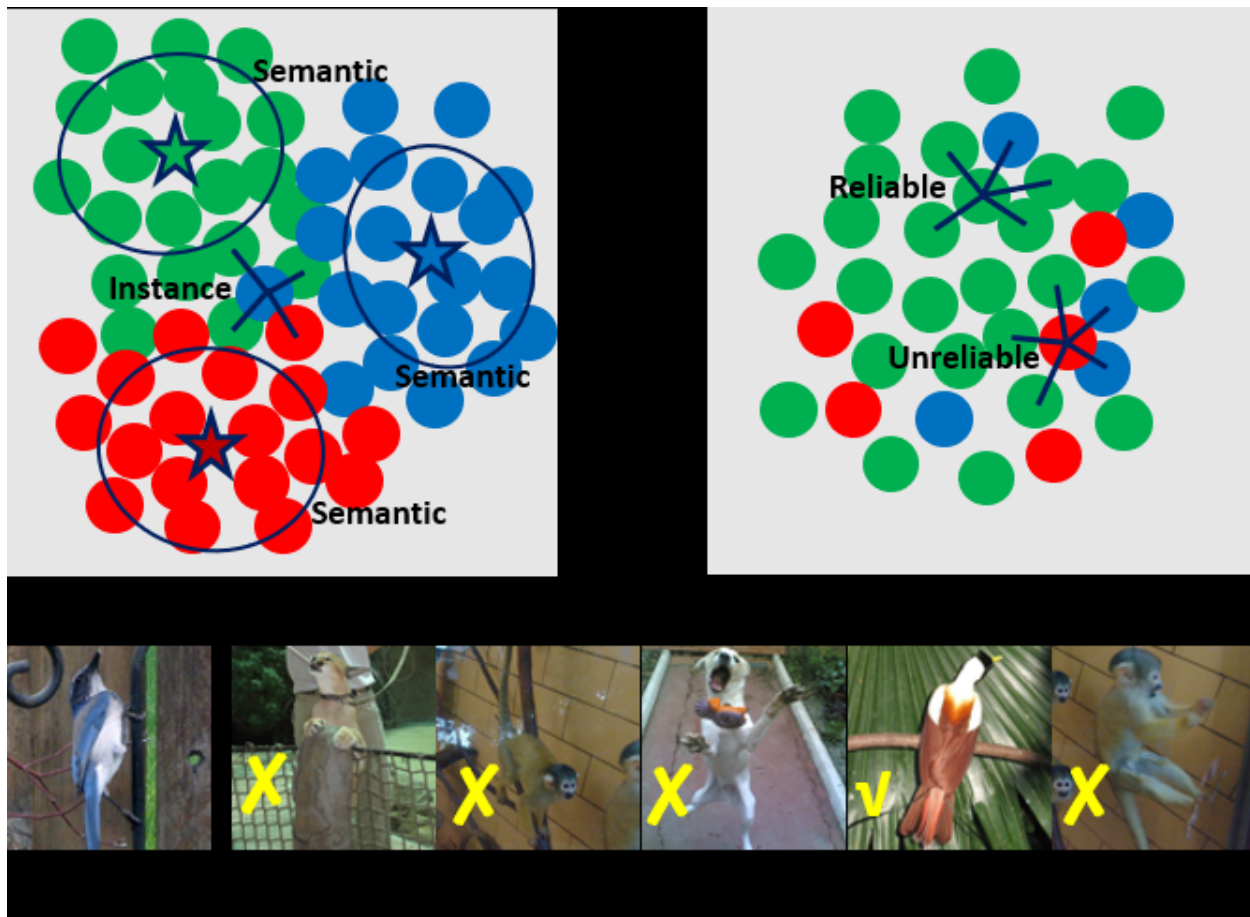 Semantic
Reliable
Instance
Unreliable
Semantic
Semantic
X
X
X
√
X